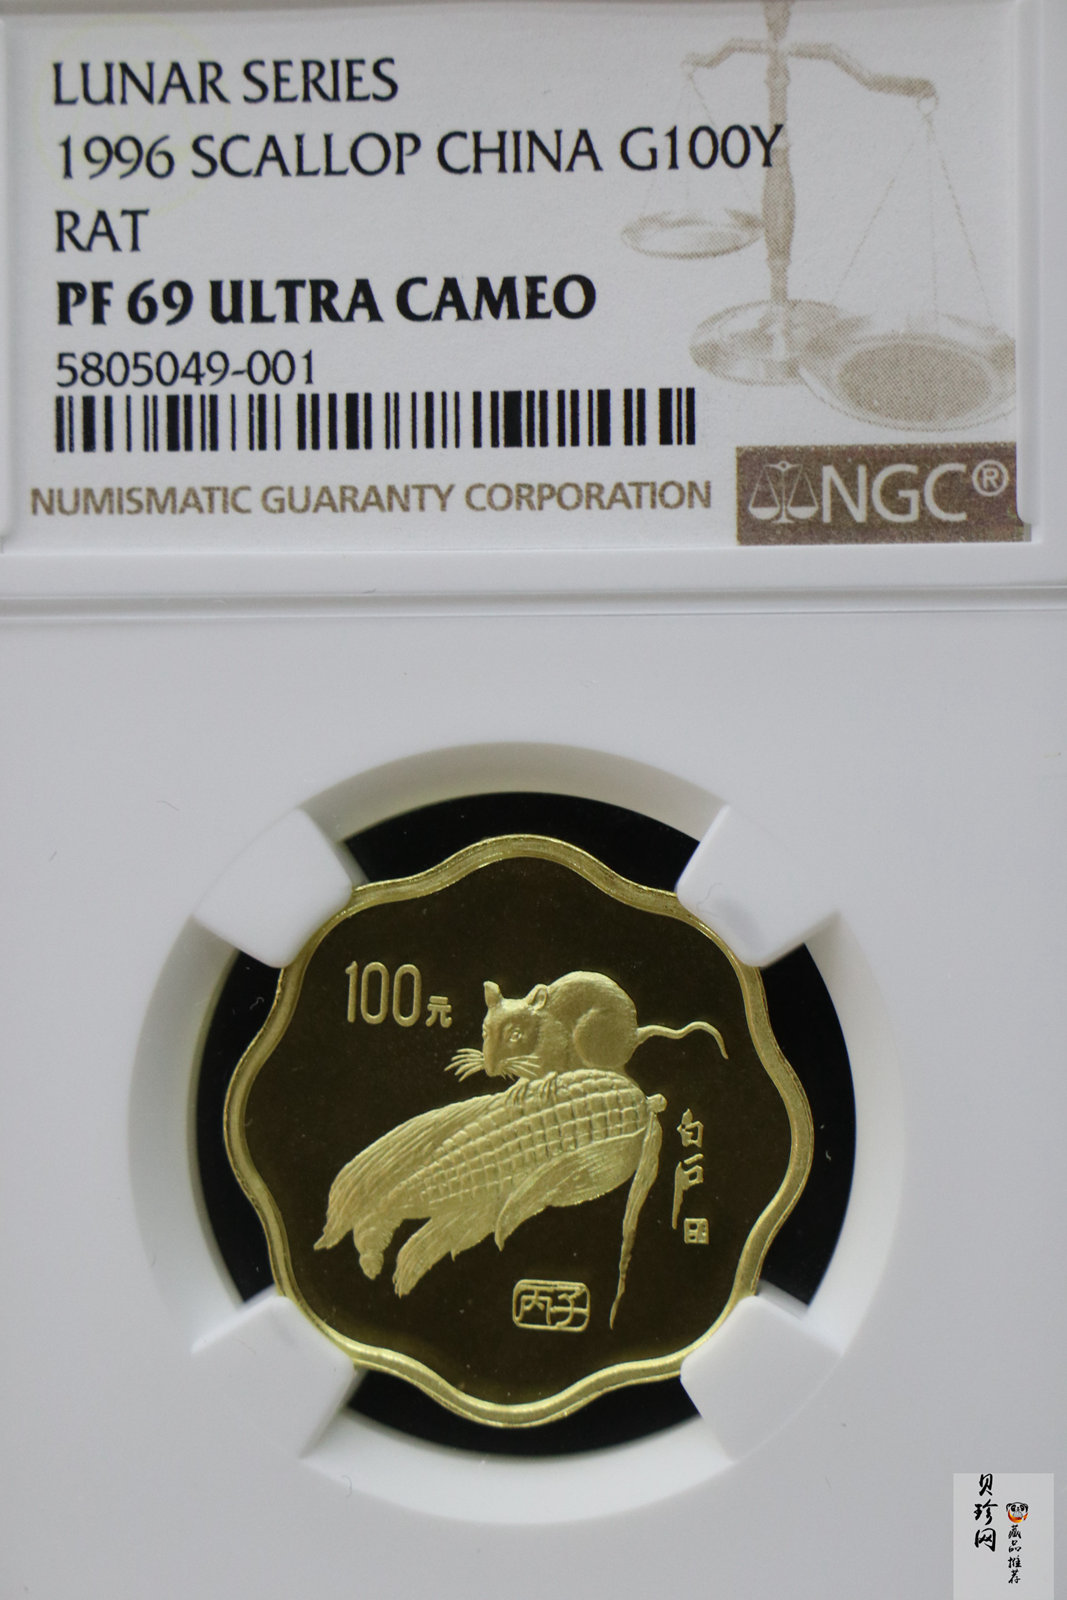 LUNAR SERIES
1996 SCALLOP CHINA G100Y
RAT
PF 69 ULTRA CAMEO
5805049-001
NUMISMATIC GUARANTY CORPORATION
NGC®
100元
白石
丙子
贝珍网
藏品推荐